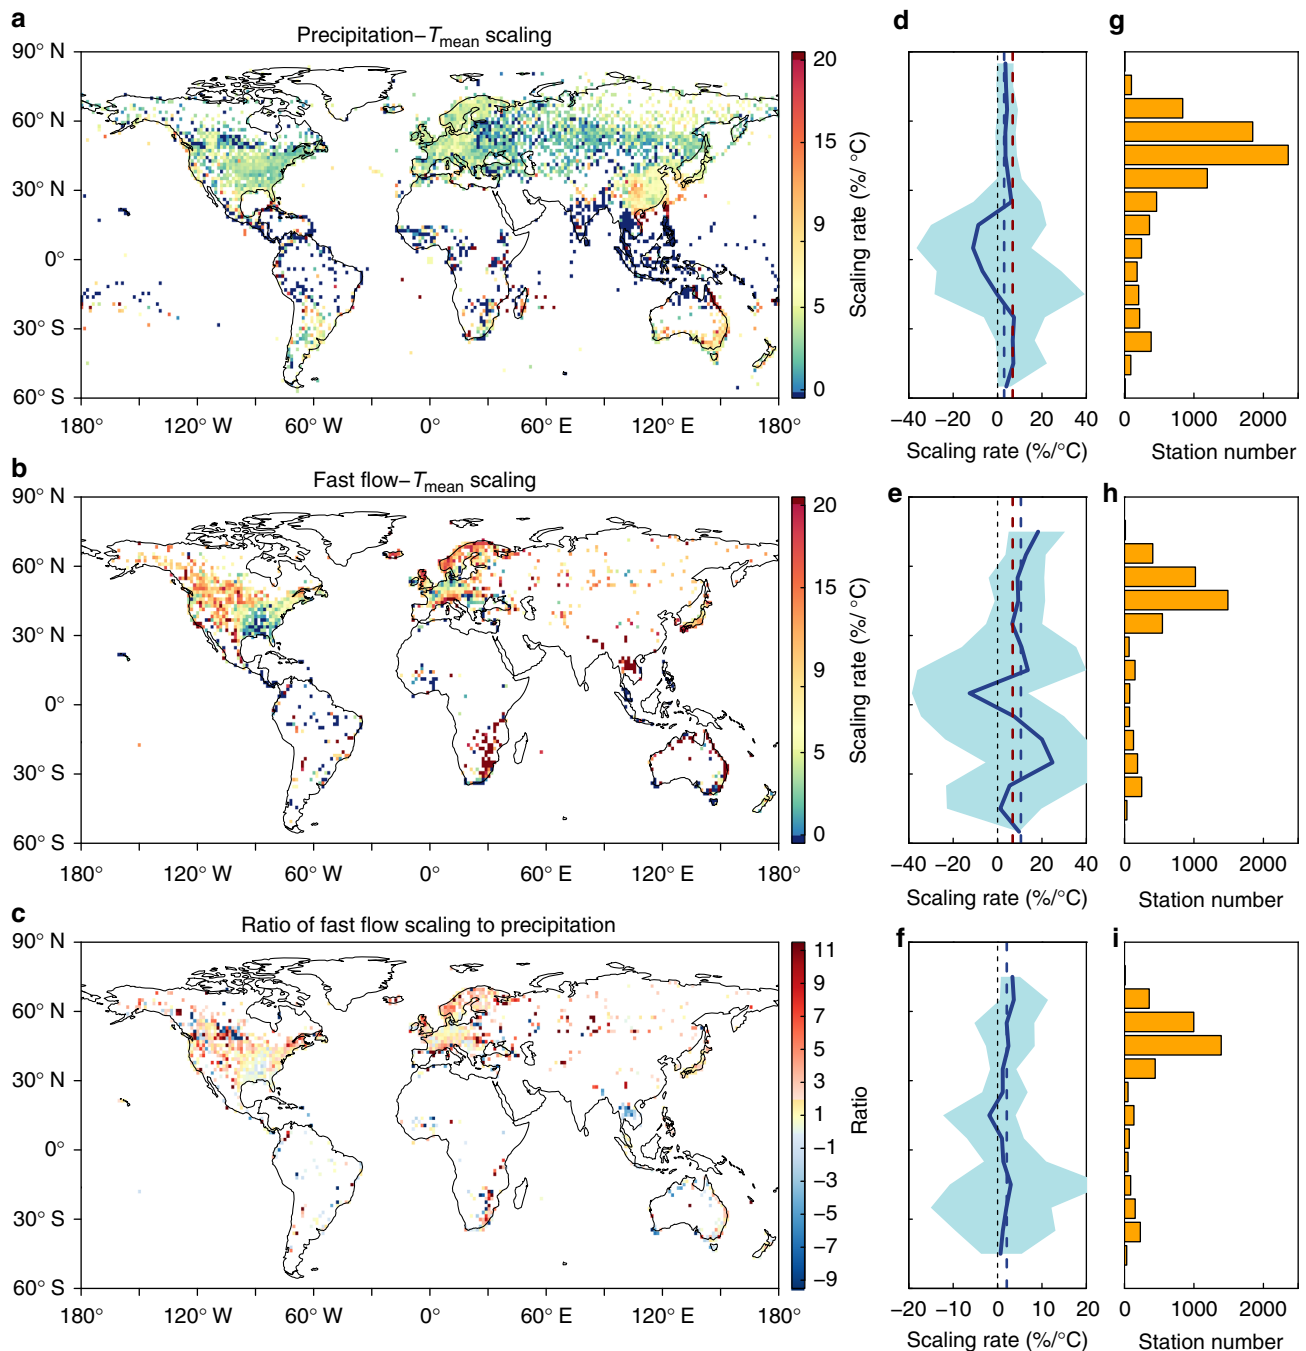 a
Precipitation–Tmean scaling
90° N
60° N
30° N
0°
30° S
60° S
180° 120° W 60° W 0° 60° E 120° E 180°
20
15
9
5
0
Scaling rate (%/ °C)
d
−40 −20 0 20 40
Scaling rate (%/°C)
g
0 1000 2000
Station number
b
Fast flow–Tmean scaling
90° N
60° N
30° N
0°
30° S
60° S
180° 120° W 60° W 0° 60° E 120° E 180°
20
15
9
5
0
Scaling rate (%/ °C)
e
−40 −20 0 20 40
Scaling rate (%/°C)
h
0 1000 2000
Station number
c
Ratio of fast flow scaling to precipitation
90° N
60° N
30° N
0°
30° S
60° S
180° 120° W 60° W 0° 60° E 120° E 180°
11
9
7
5
3
1
−1
−3
−5
−7
−9
Ratio
f
−20 −10 0 10 20
Scaling rate (%/°C)
i
0 1000 2000
Station number